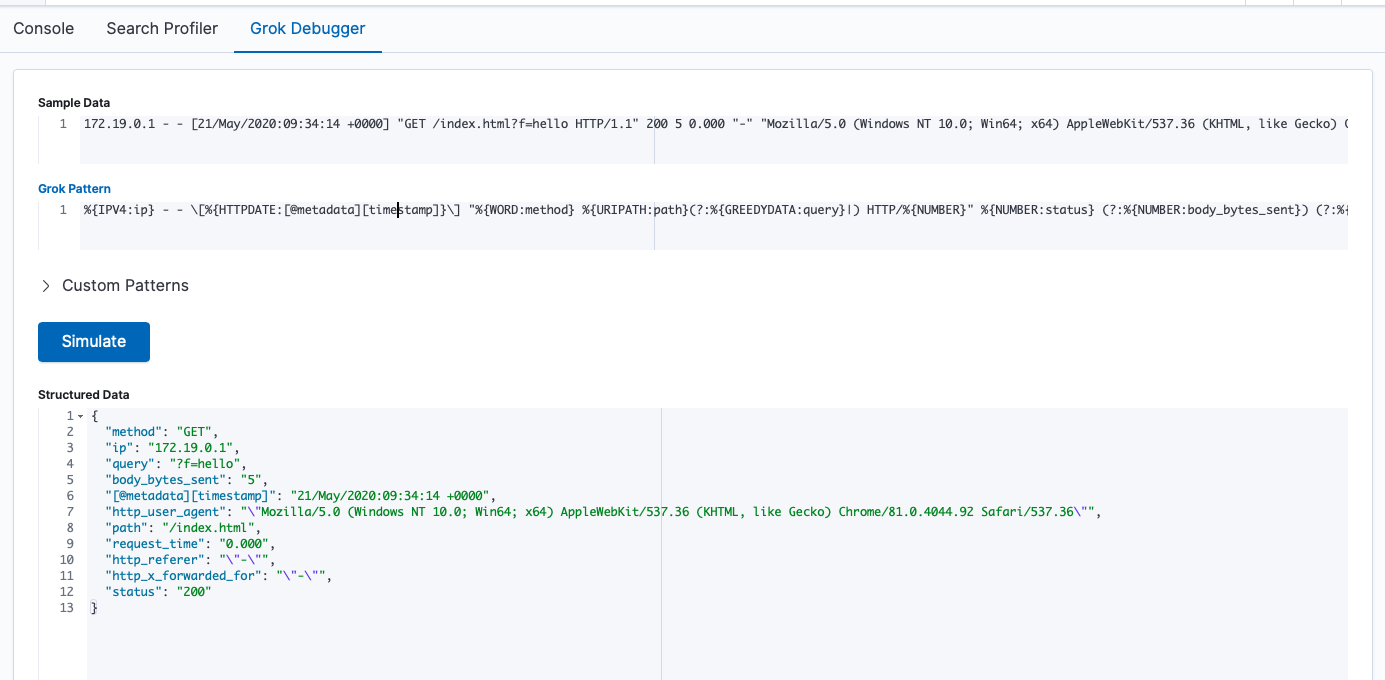 Console Search Profiler Grok Debugger
Sample Data
1 172.19.0.1 - - [21/May/2020:09:34:14 +0000] "GET /index.html?f=hello HTTP/1.1" 200 5 0.000 "-" "Mozilla/5.0 (Windows NT 10.0; Win64; x64) AppleWebKit/537.36 (KHTML, like Gecko)
Grok Pattern
1 %{IPV4:ip} - - \[%{HTTPDATE:[@metadata][timestamp]}\] "%{WORD:method} %{URIPATH:path}(?:%{GREEDYDATA:query}|) HTTP/%{NUMBER}" %{NUMBER:status} (?:%{NUMBER:body_bytes_sent}) (?:%{
Custom Patterns
Simulate
Structured Data
1 {
2 "method": "GET",
3 "ip": "172.19.0.1",
4 "query": "?f=hello",
5 "body_bytes_sent": "5",
6 "[@metadata][timestamp]": "21/May/2020:09:34:14 +0000",
7 "http_user_agent": "\"Mozilla/5.0 (Windows NT 10.0; Win64; x64) AppleWebKit/537.36 (KHTML, like Gecko) Chrome/81.0.4044.92 Safari/537.36\"",
8 "path": "/index.html",
9 "request_time": "0.000",
10 "http_referer": "\"-\"",
11 "http_x_forwarded_for": "\"-\"",
12 "status": "200"
13 }